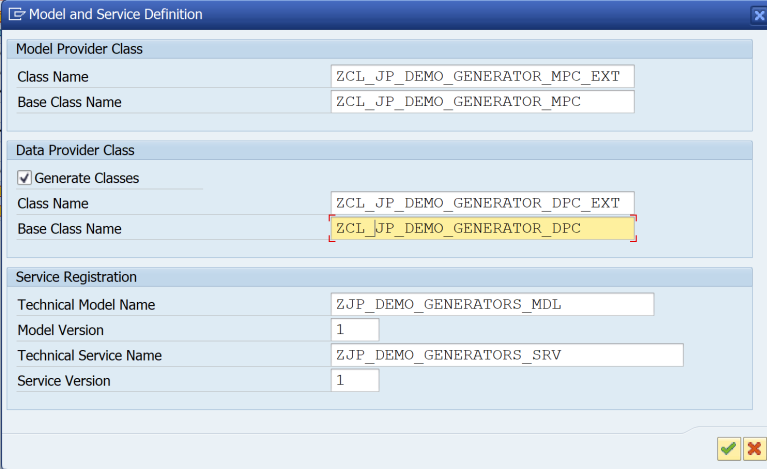 Model and Service Definition
Model Provider Class
Class Name ZCL_JP_DEMO_GENERATOR_MPC_EXT
Base Class Name ZCL_JP_DEMO_GENERATOR_MPC
Data Provider Class
Generate Classes
Class Name ZCL_JP_DEMO_GENERATOR_DPC_EXT
Base Class Name ZCL_JP_DEMO_GENERATOR_DPC
Service Registration
Technical Model Name ZJP_DEMO_GENERATORS_MDL
Model Version 1
Technical Service Name ZJP_DEMO_GENERATORS_SRV
Service Version 1